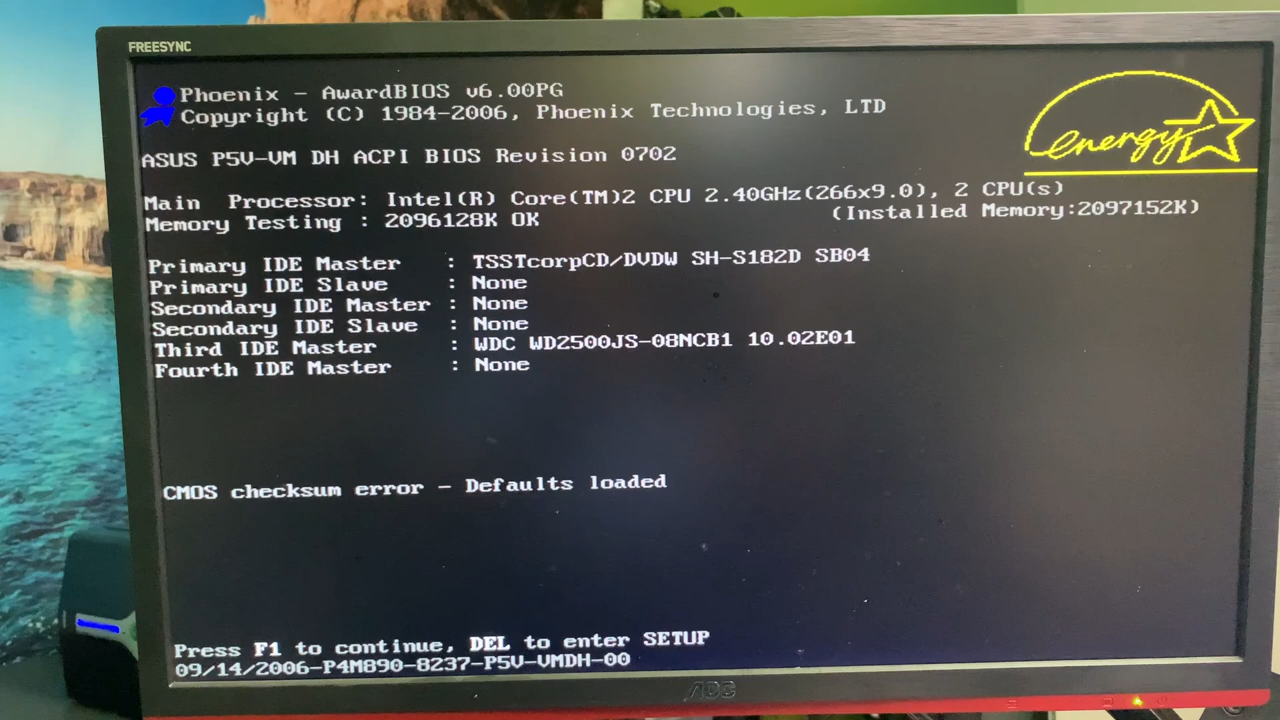 FREESYNC
Phoenix - AwardBIOS v6.00PG
Copyright (C) 1984-2006, Phoenix Technologies, LTD
energy
ASUS P5V-VM DH ACPI BIOS Revision 0702
Main Processor: Intel(R) Core(TM)2 CPU 2.40GHz(266x9.0), 2 CPU(s)
Memory Testing : 2096128K OK (Installed Memory:2097152K)
Primary IDE Master : TSSTcorpCD/DVDW SH-S182D SB04
Primary IDE Slave : None
Secondary IDE Master : None
Secondary IDE Slave : None
Third IDE Master : WDC WD2500JS-08NCB1 10.02E01
Fourth IDE Master : None
CMOS checksum error - Defaults loaded
Press F1 to continue, DEL to enter SETUP
09/14/2006-P4M890-8237-P5V-VMDH-00
AOC